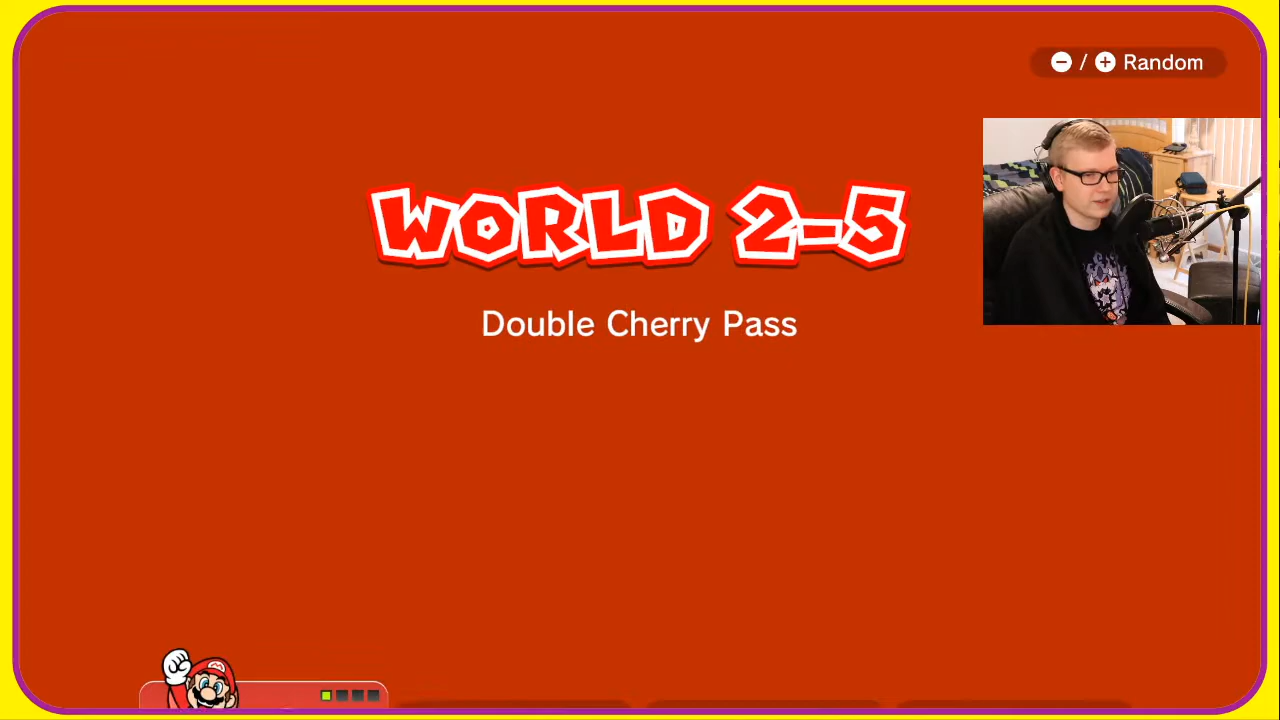 − / + Random
WORLD 2-5
Double Cherry Pass